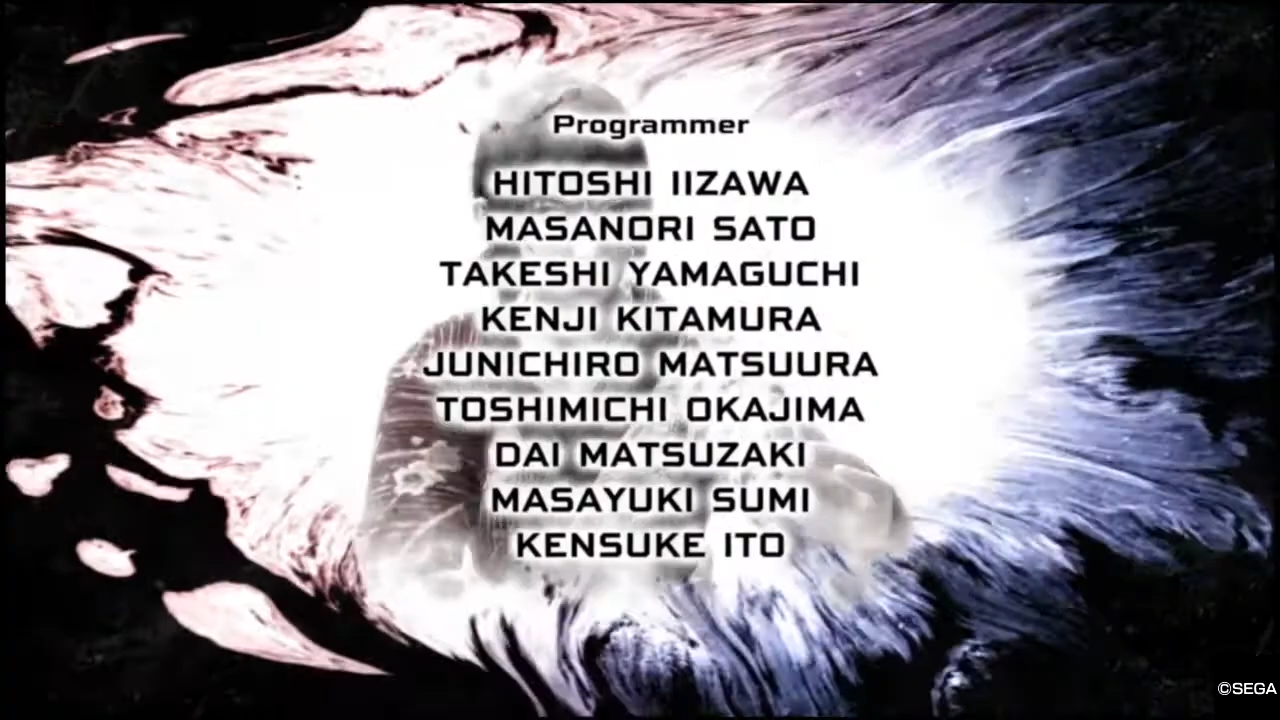 Programmer
HITOSHI IIZAWA
MASANORI SATO
TAKESHI YAMAGUCHI
KENJI KITAMURA
JUNICHIRO MATSUURA
TOSHIMICHI OKAJIMA
DAI MATSUZAKI
MASAYUKI SUMI
KENSUKE ITO
©SEGA